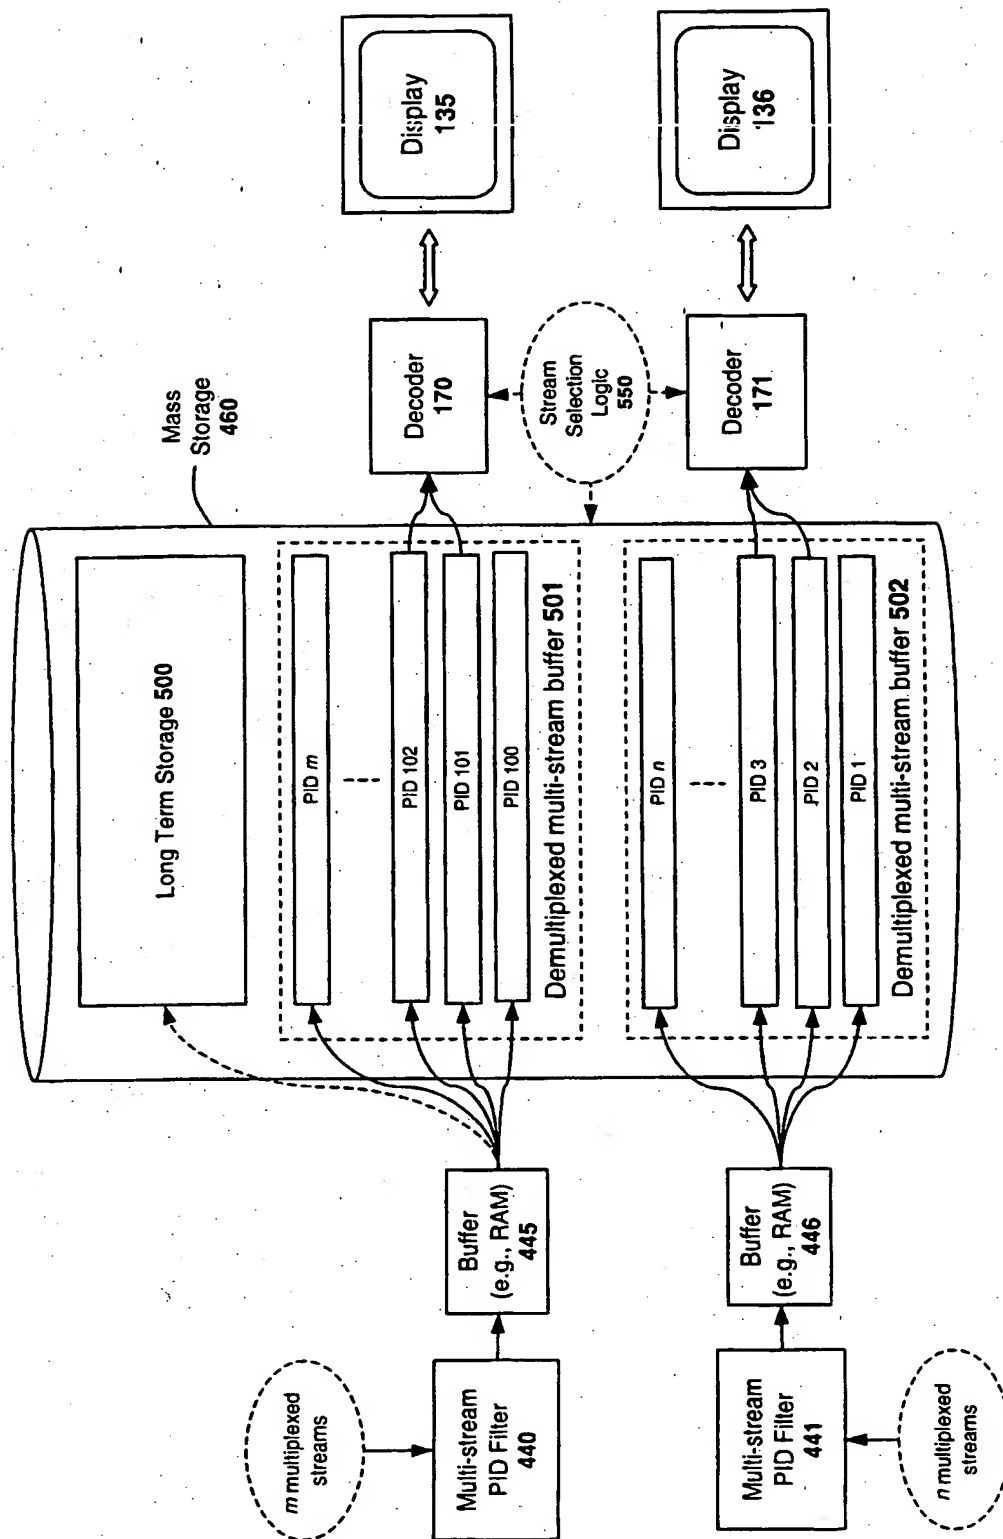 m multiplexed
streams
Multi-stream
PID Filter
440
Buffer
(e.g., RAM)
445
Mass
Storage
460
Long Term Storage 500
PID m
PID 102
PID 101
PID 100
Demultiplexed multi-stream buffer 501
Decoder
170
Display
135
Stream
Selection
Logic
550
n multiplexed
streams
Multi-stream
PID Filter
441
Buffer
(e.g., RAM)
446
PID n
PID 3
PID 2
PID 1
Demultiplexed multi-stream buffer 502
Decoder
171
Display
136